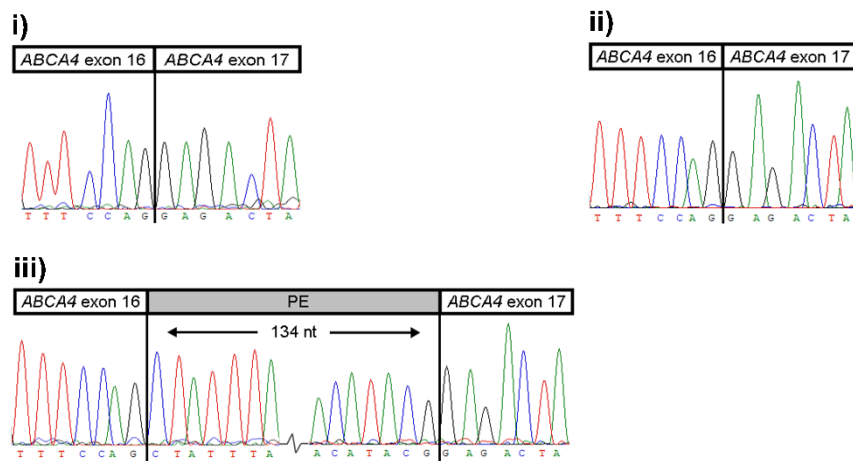 i)
ABCA4 exon 16 ABCA4 exon 17
T T T C C A G G A G A C T A
ii)
ABCA4 exon 16 ABCA4 exon 17
T T T C C A G G A G A C T A
iii)
ABCA4 exon 16 PE ABCA4 exon 17
134 nt
T T T C C A G C T A T T T A A C A T A C G G A G A C T A